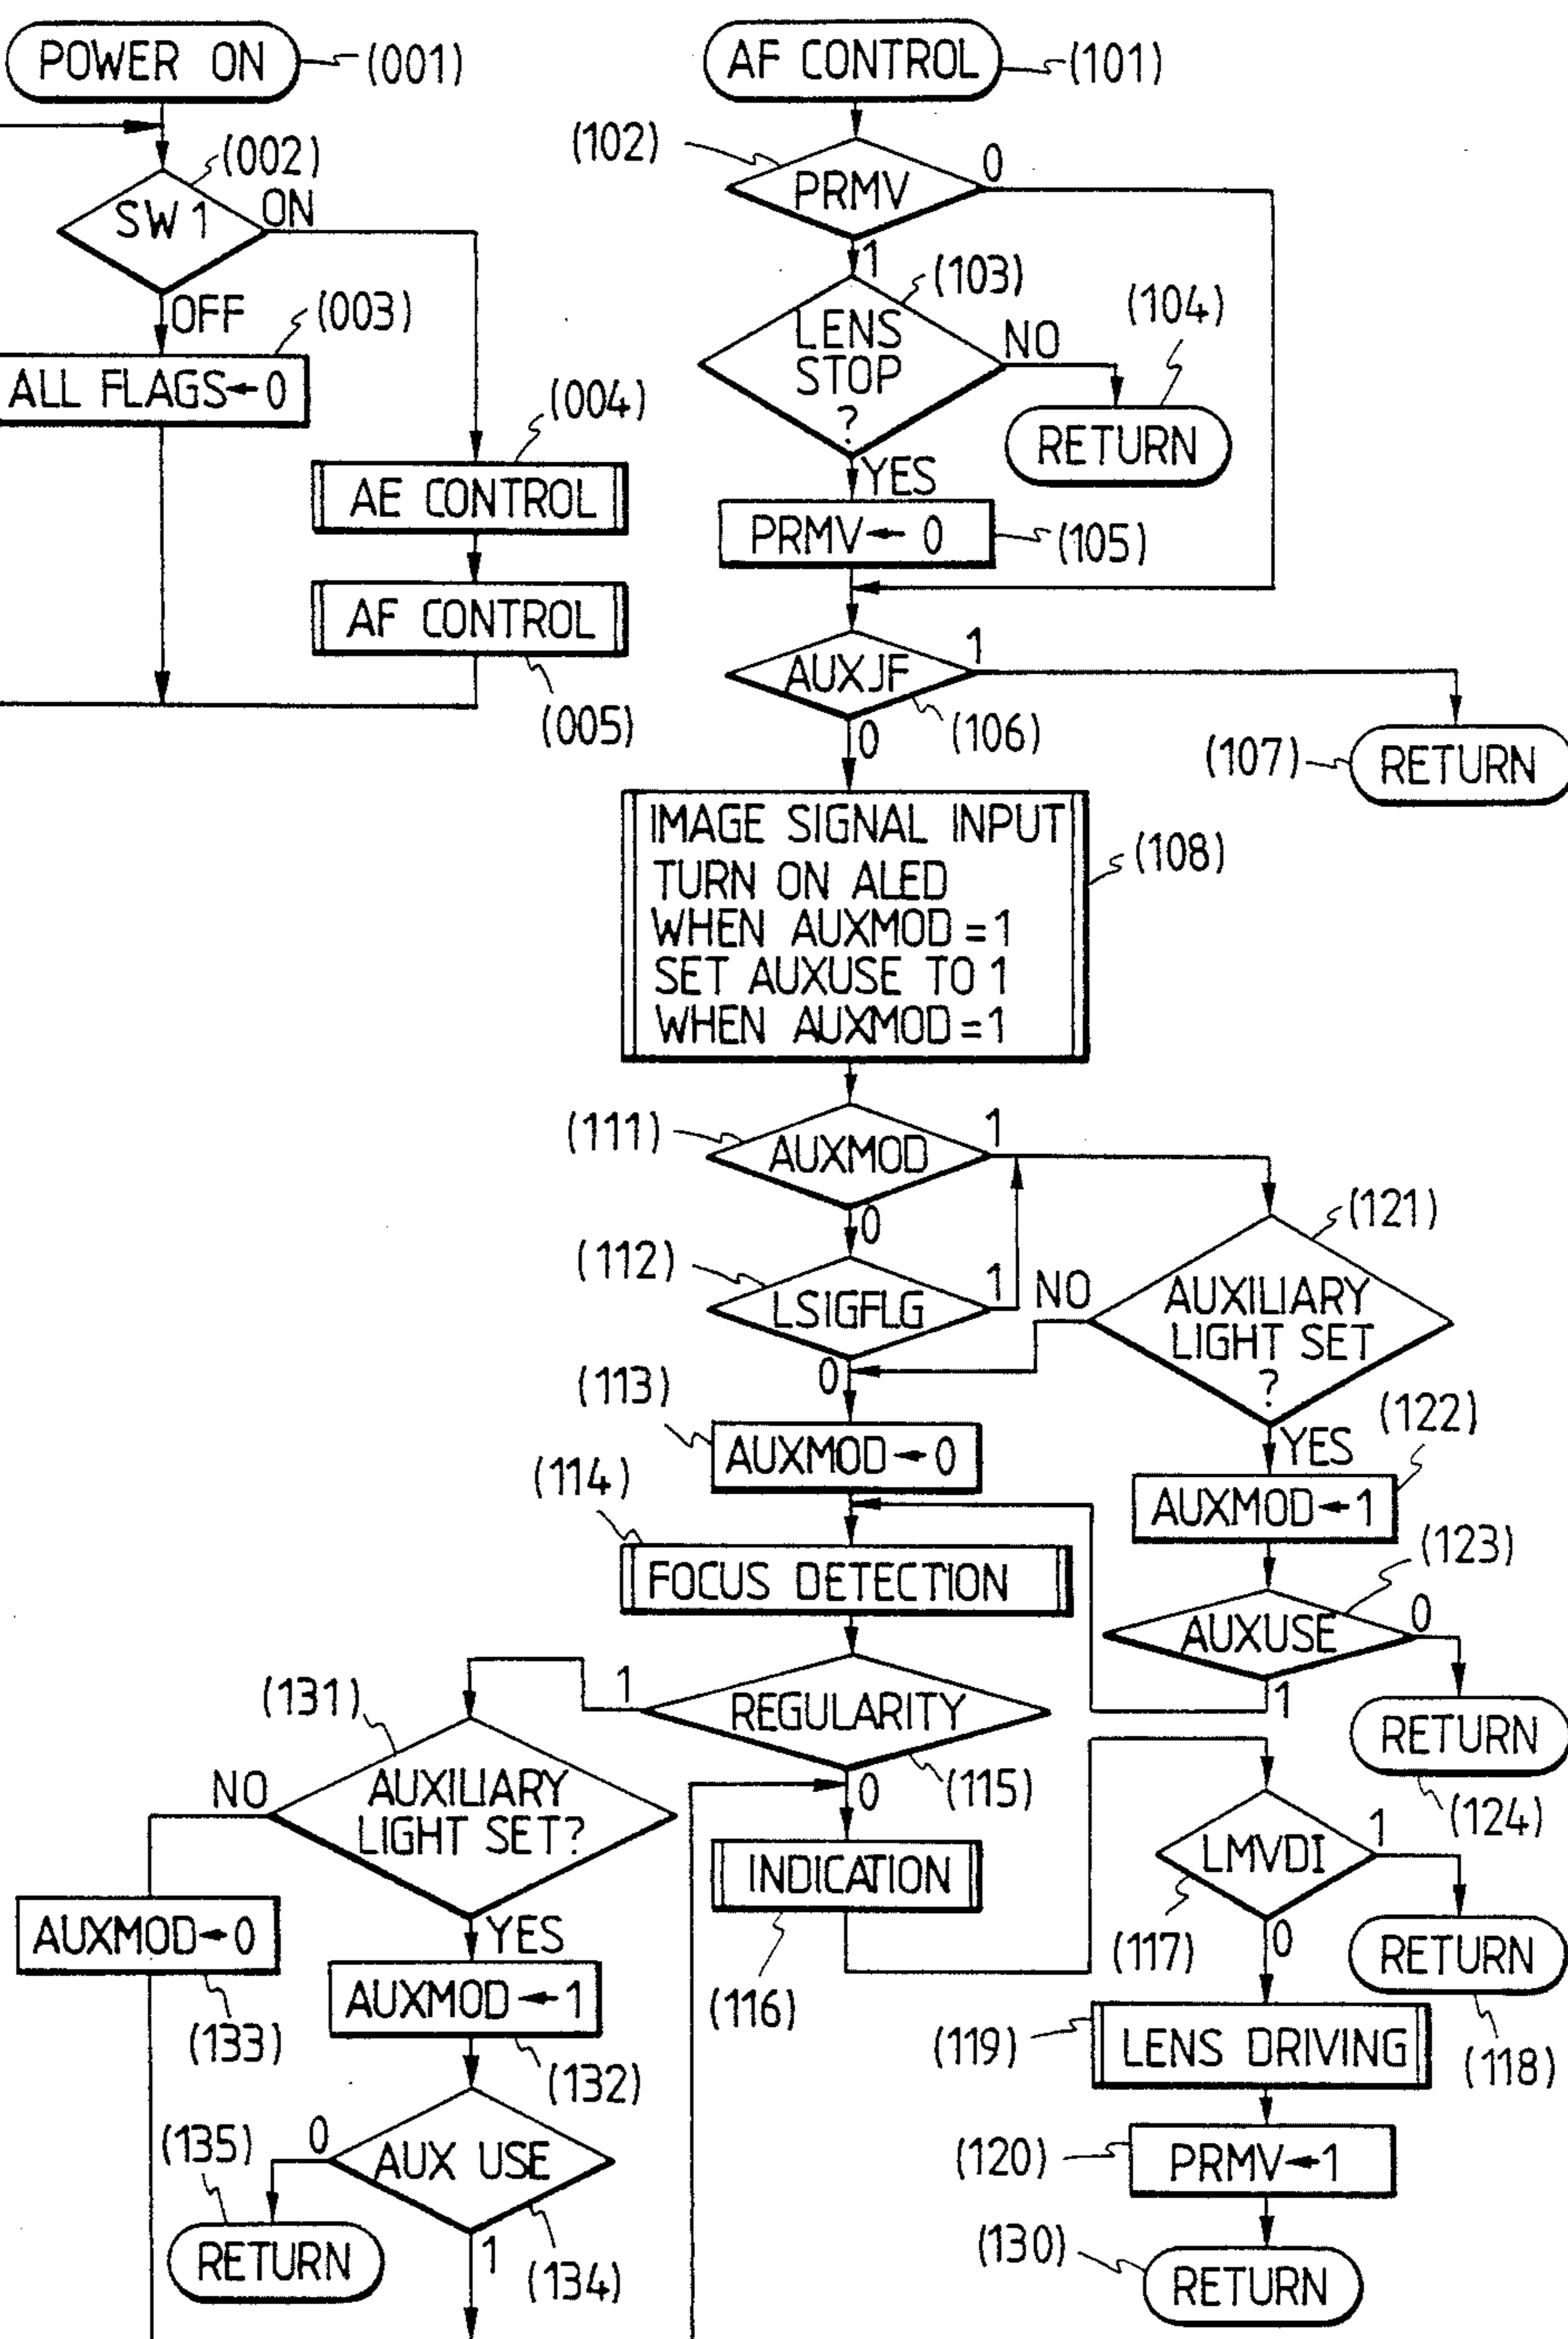 POWER ON
(001)
(002)
SW 1
ON
OFF
(003)
ALL FLAGS←0
(004)
AE CONTROL
AF CONTROL
(005)
AF CONTROL
(101)
(102)
PRMV
0
1
(103)
LENS
STOP
?
NO
(104)
RETURN
YES
PRMV←0
(105)
AUXJF
1
(106)
0
(107)
RETURN
IMAGE SIGNAL INPUT
TURN ON ALED
WHEN AUXMOD=1
SET AUXUSE TO 1
WHEN AUXMOD=1
(108)
(111)
AUXMOD
1
0
(112)
LSIGFLG
1
0
(121)
AUXILIARY
LIGHT SET
?
NO
YES
(113)
AUXMOD←0
(122)
AUXMOD←1
(114)
FOCUS DETECTION
(123)
AUXUSE
0
1
RETURN
(124)
REGULARITY
1
0
(115)
(131)
AUXILIARY
LIGHT SET?
NO
YES
INDICATION
(116)
LMVDI
1
0
(117)
RETURN
(118)
AUXMOD←0
(133)
AUXMOD←1
(132)
(119)
LENS DRIVING
(135)
0
AUX USE
1
(134)
RETURN
(120)
PRMV←1
(130)
RETURN